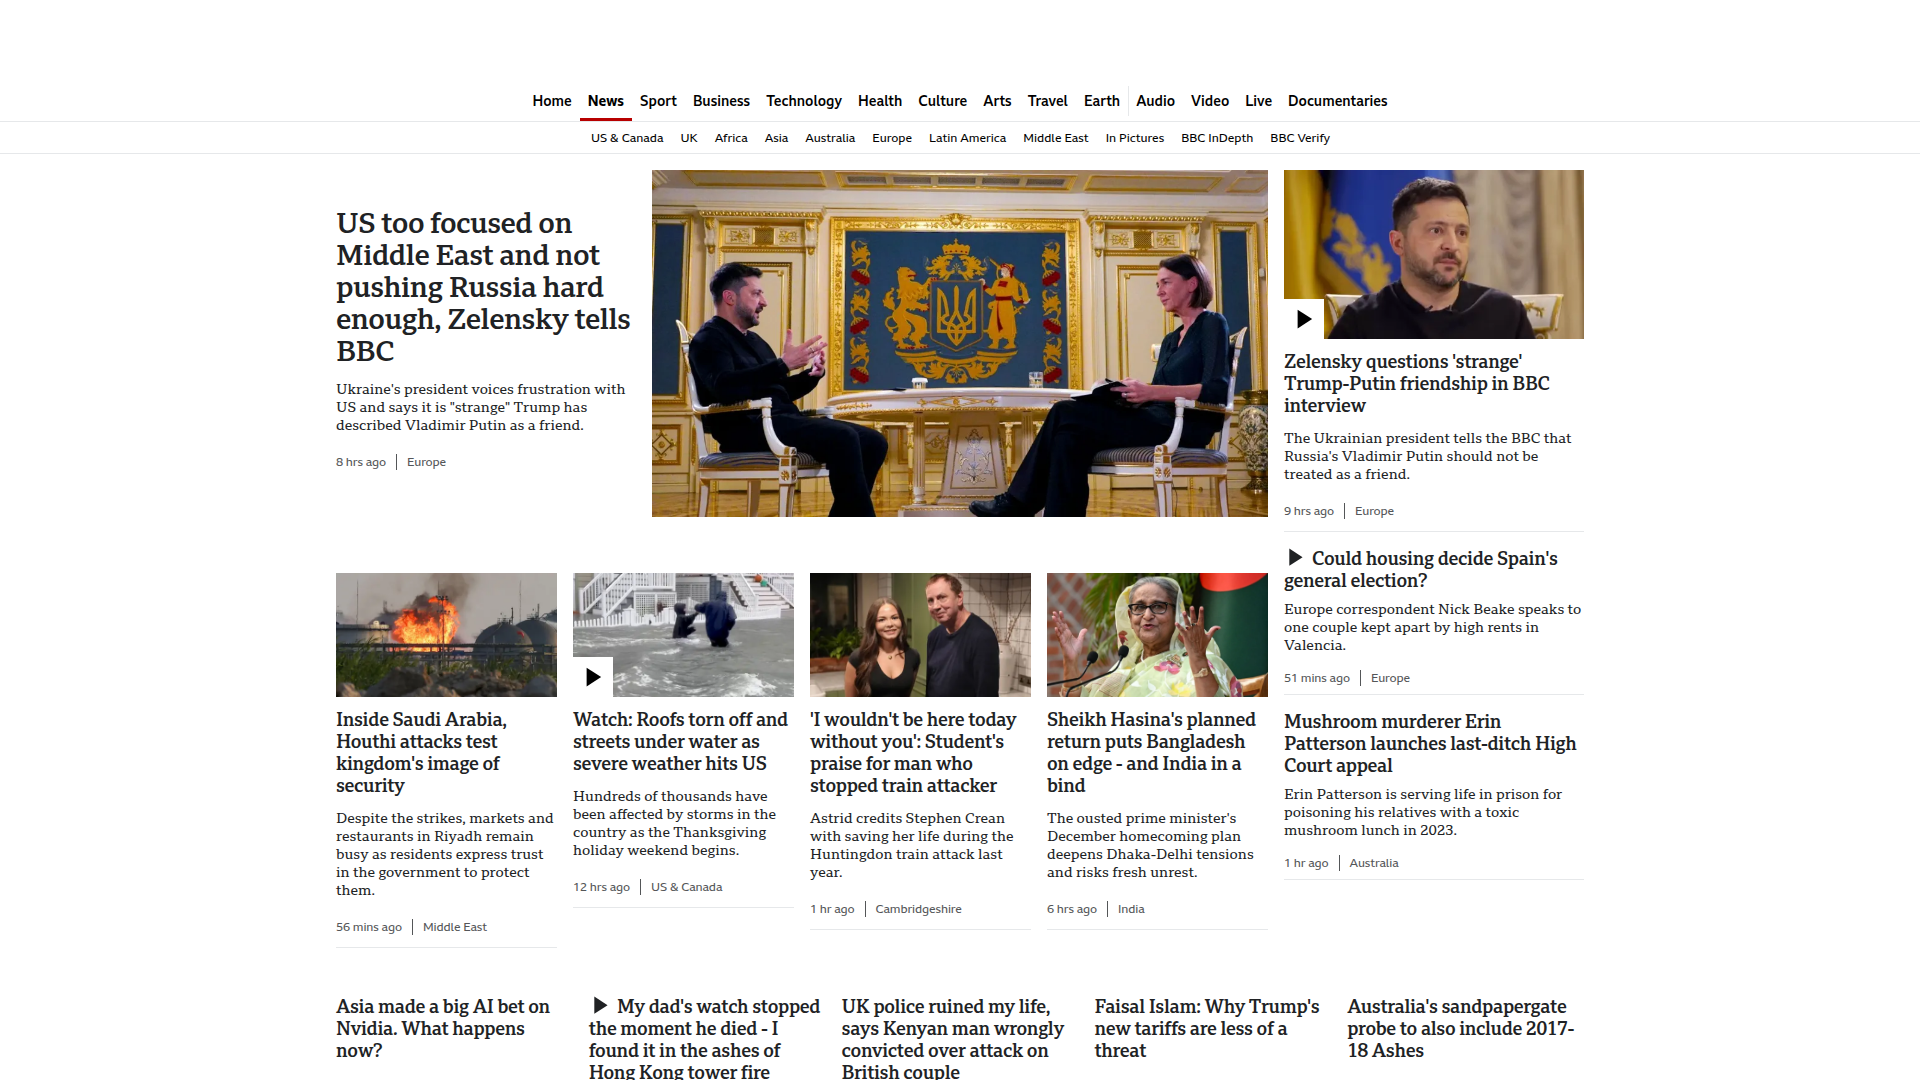 Home News Sport Business Technology Health Culture Arts Travel Earth Audio Video Live Documentaries
US & Canada UK Africa Asia Australia Europe Latin America Middle East In Pictures BBC InDepth BBC Verify
US too focused on
Middle East and not
pushing Russia hard
enough, Zelensky tells
BBC
Ukraine's president voices frustration with
US and says it is "strange" Trump has
described Vladimir Putin as a friend.
8 hrs ago Europe
Zelensky questions 'strange'
Trump-Putin friendship in BBC
interview
The Ukrainian president tells the BBC that
Russia's Vladimir Putin should not be
treated as a friend.
9 hrs ago Europe
Could housing decide Spain's
general election?
Europe correspondent Nick Beake speaks to
one couple kept apart by high rents in
Valencia.
51 mins ago Europe
Mushroom murderer Erin
Patterson launches last-ditch High
Court appeal
Erin Patterson is serving life in prison for
poisoning his relatives with a toxic
mushroom lunch in 2023.
1 hr ago Australia
Inside Saudi Arabia,
Houthi attacks test
kingdom's image of
security
Despite the strikes, markets and
restaurants in Riyadh remain
busy as residents express trust
in the government to protect
them.
56 mins ago Middle East
Watch: Roofs torn off and
streets under water as
severe weather hits US
Hundreds of thousands have
been affected by storms in the
country as the Thanksgiving
holiday weekend begins.
12 hrs ago US & Canada
'I wouldn't be here today
without you': Student's
praise for man who
stopped train attacker
Astrid credits Stephen Crean
with saving her life during the
Huntingdon train attack last
year.
1 hr ago Cambridgeshire
Sheikh Hasina's planned
return puts Bangladesh
on edge - and India in a
bind
The ousted prime minister's
December homecoming plan
deepens Dhaka-Delhi tensions
and risks fresh unrest.
6 hrs ago India
Asia made a big AI bet on
Nvidia. What happens
now?
My dad's watch stopped
the moment he died - I
found it in the ashes of
Hong Kong tower fire
UK police ruined my life,
says Kenyan man wrongly
convicted over attack on
British couple
Faisal Islam: Why Trump's
new tariffs are less of a
threat
Australia's sandpapergate
probe to also include 2017-
18 Ashes